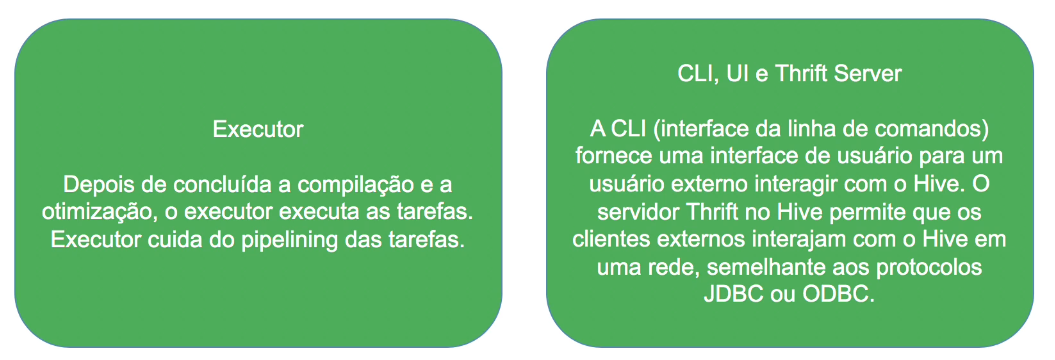 Executor
Depois de concluída a compilação e a
otimização, o executor executa as tarefas.
Executor cuida do pipelining das tarefas.
CLI, UI e Thrift Server
A CLI (interface da linha de comandos)
fornece uma interface de usuário para um
usuário externo interagir com o Hive. O
servidor Thrift no Hive permite que os
clientes externos interajam com o Hive em
uma rede, semelhante aos protocolos
JDBC ou ODBC.